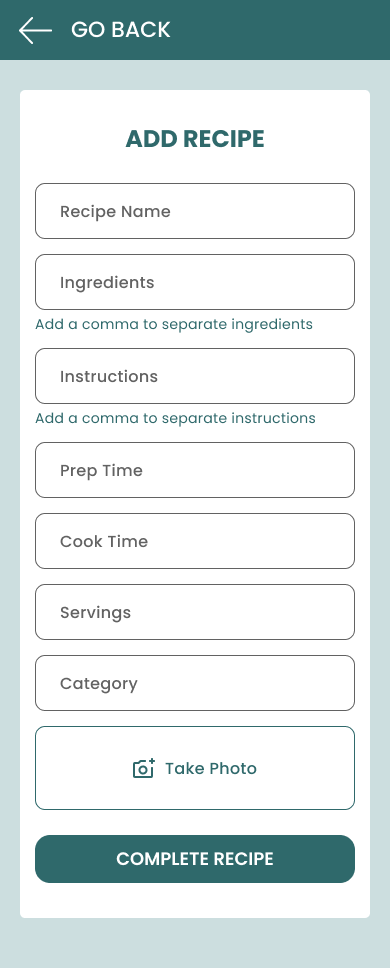 GO BACK
ADD RECIPE
Recipe Name
Ingredients
Add a comma to separate ingredients
Instructions
Add a comma to separate instructions
Prep Time
Cook Time
Servings
Category
Take Photo
COMPLETE RECIPE